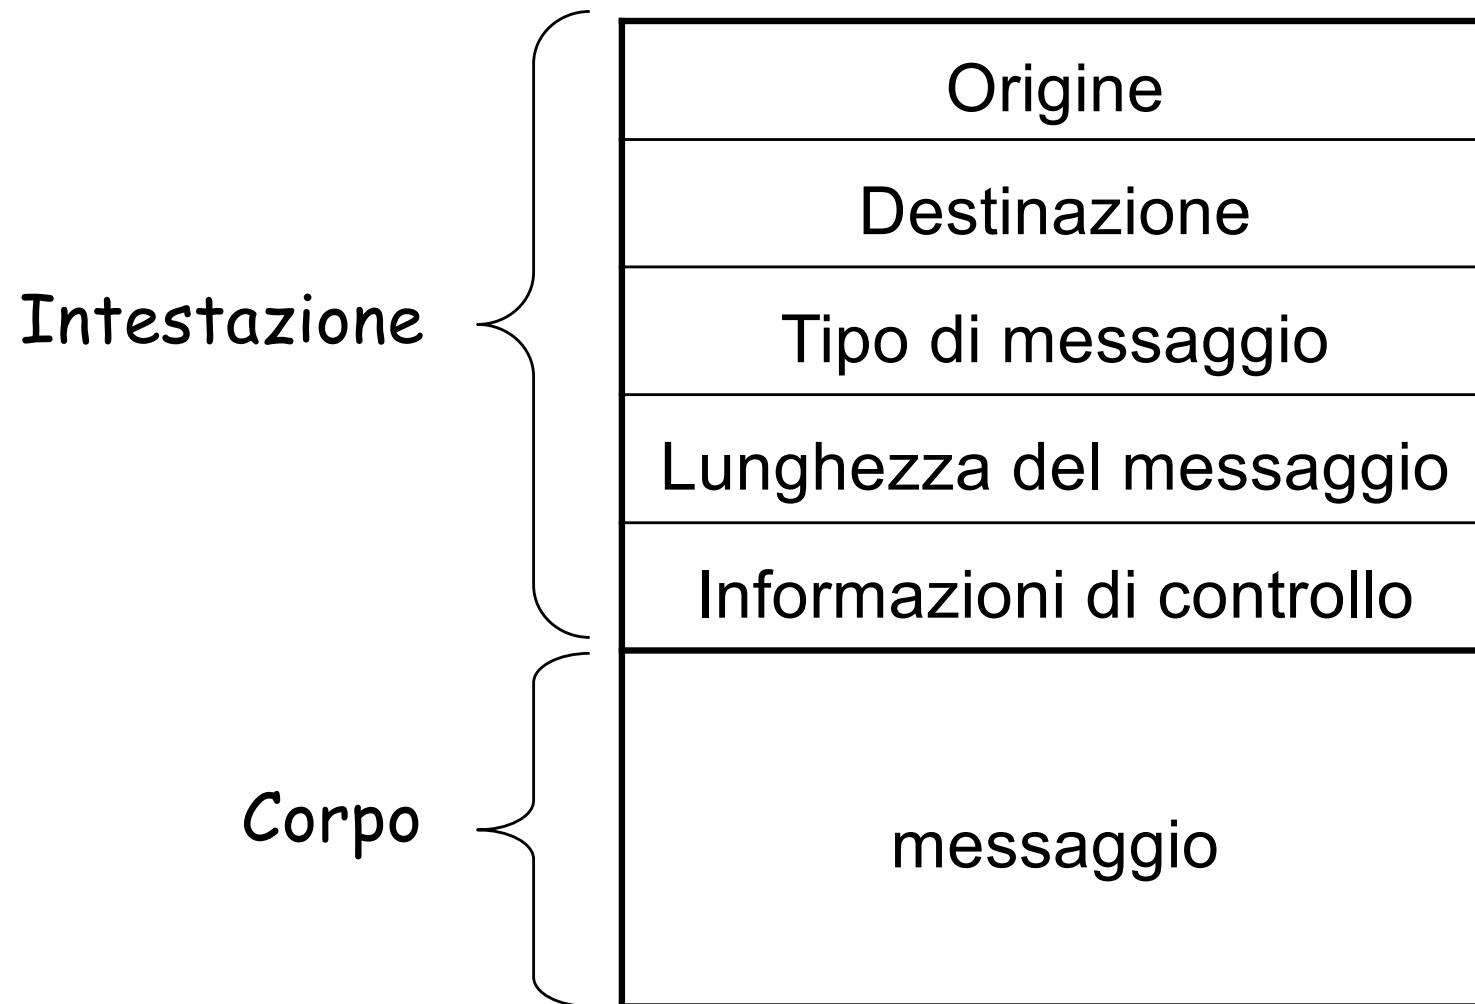 Origine
Destinazione
Intestazione
Tipo di messaggio
Lunghezza del messaggio
Informazioni di controllo
Corpo
messaggio